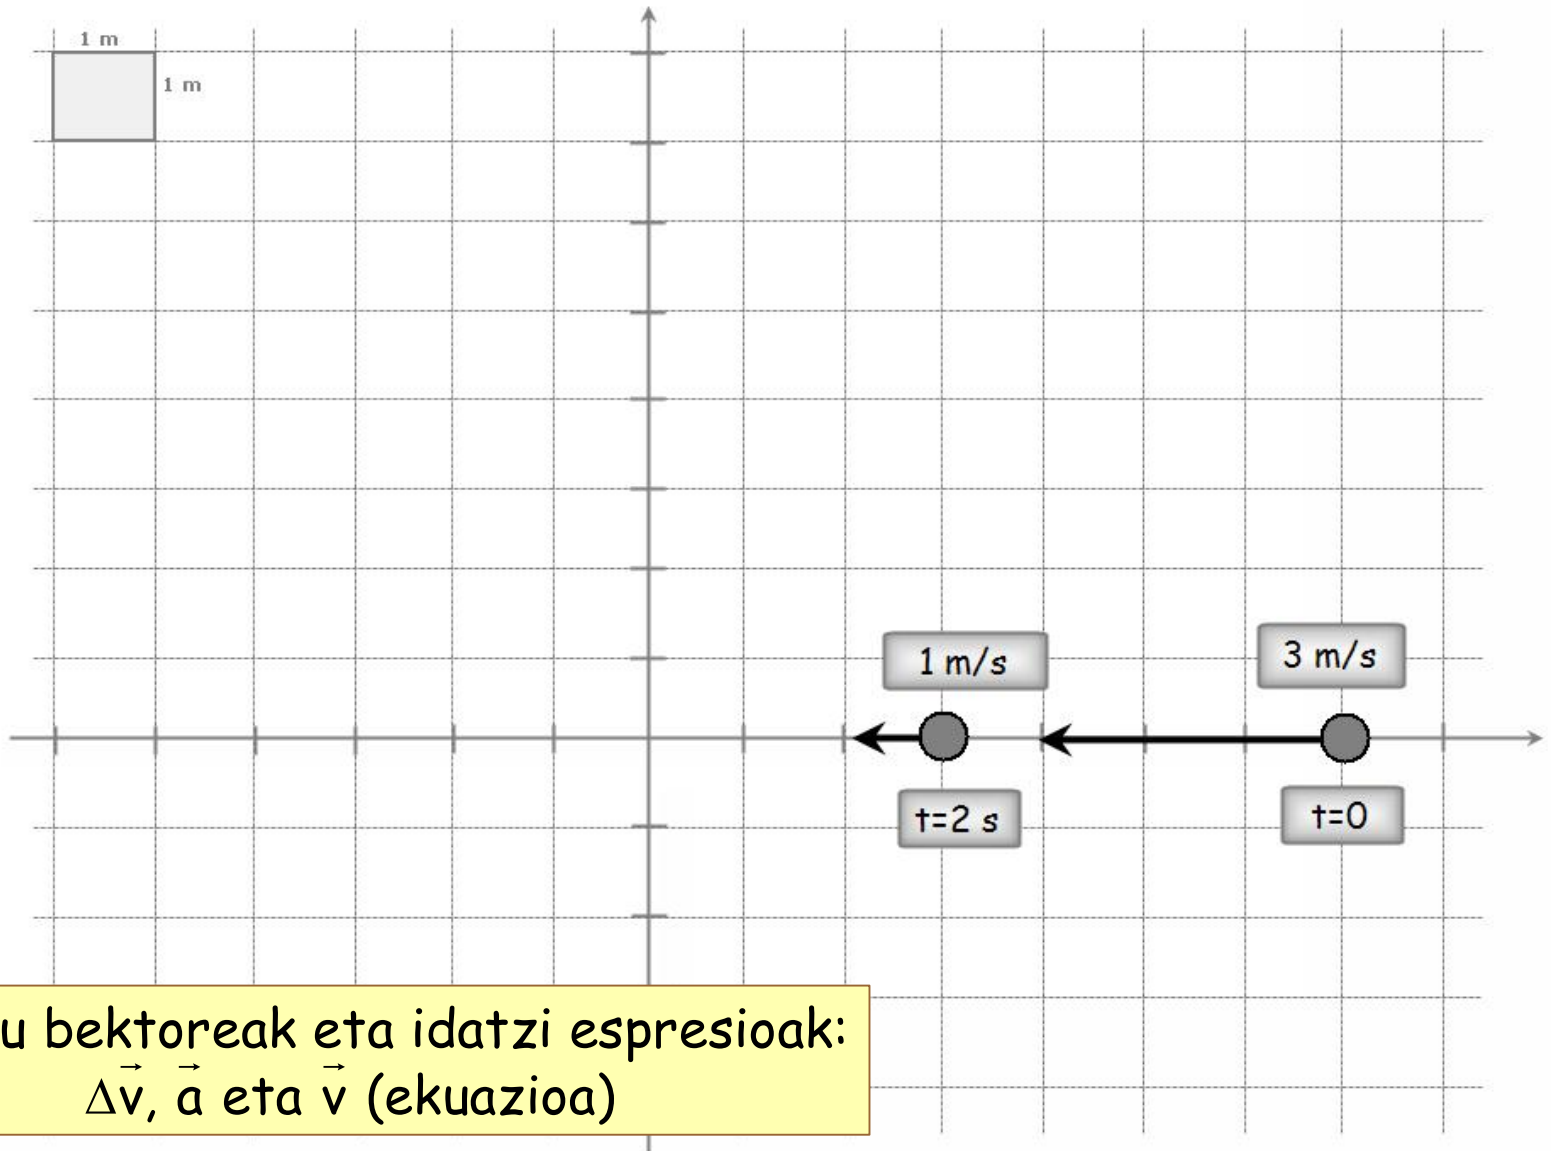 1 m
1 m
1 m/s
3 m/s
t=2 s
t=0
u bektoreak eta idatzi espresioak:
Δv⃗, a⃗ eta v⃗ (ekuazioa)